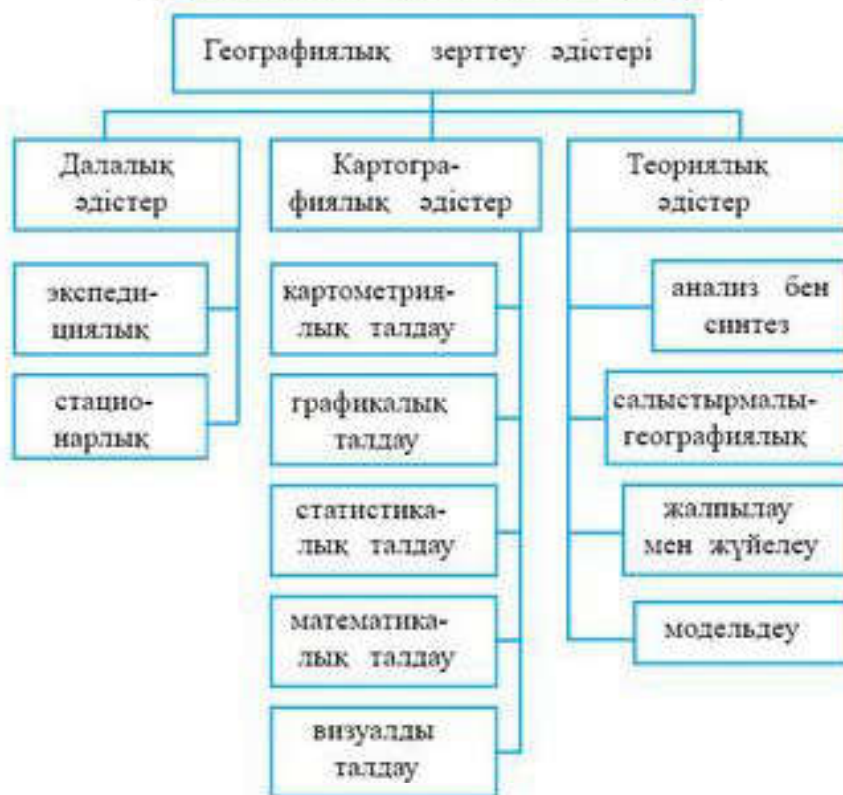 Географиялық зерттеу әдістері
Далалық
әдістер
экспеди-
циялық
стацио-
нарлық
Картогра-
фиялық әдістер
картометрия-
лық талдау
графикалық
талдау
статистика-
лық талдау
математика-
лық талдау
визуалды
талдау
Теориялық
әдістер
анализ бен
синтез
салыстырмалы-
географиялық
жалпылау
мен жүйелеу
модельдеу